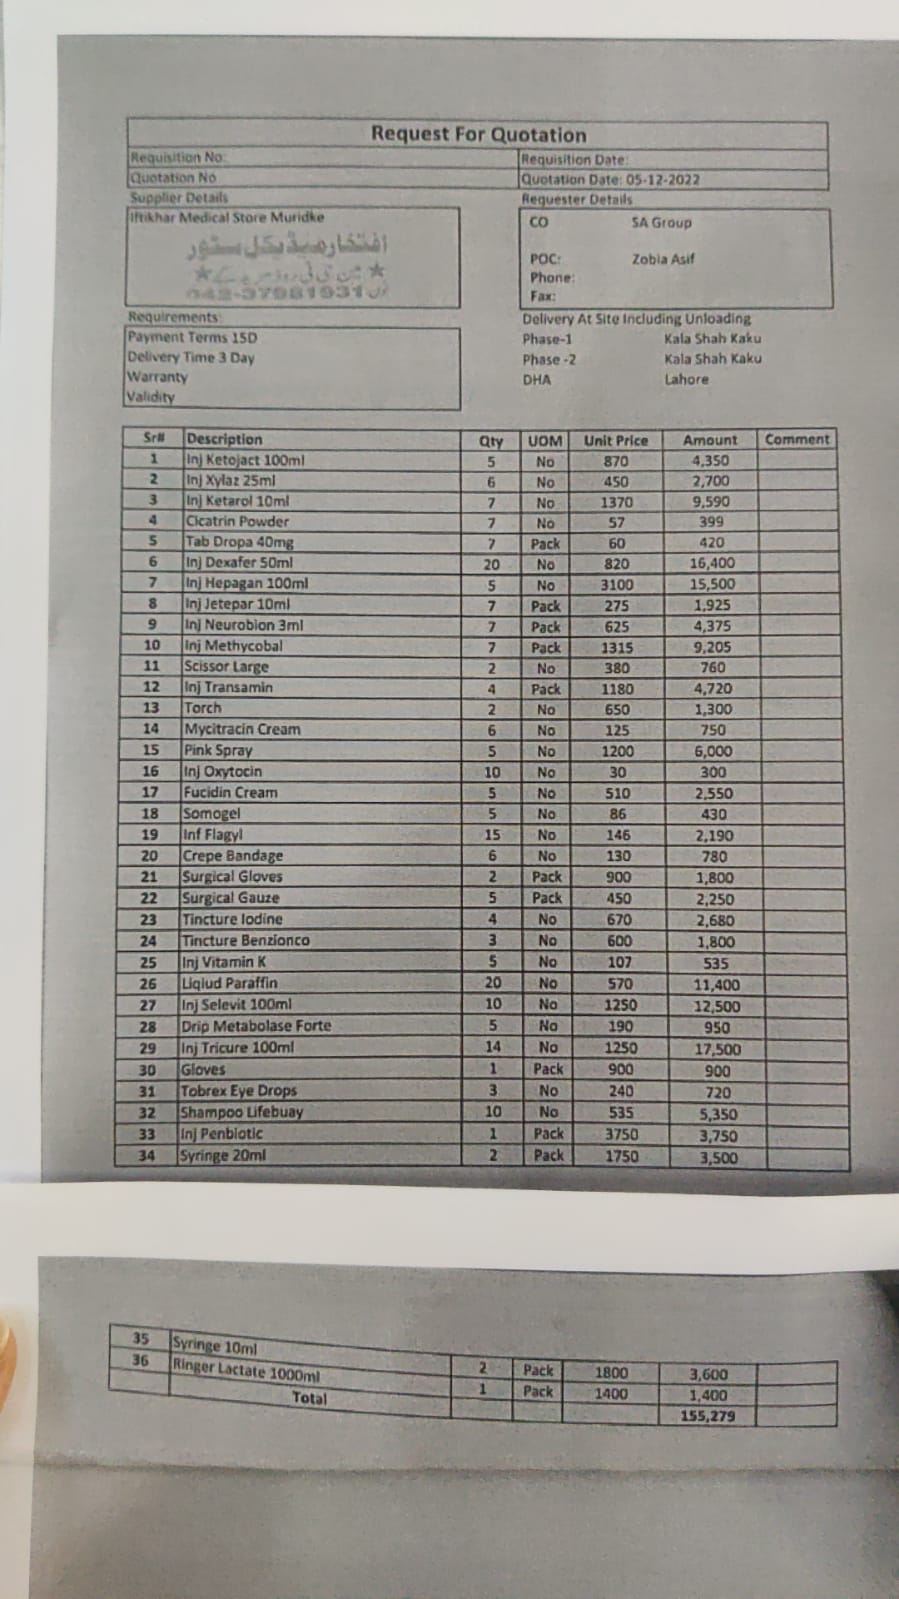 Request For Quotation
Requisition No: Requisition Date:
Quotation No Quotation Date: 05-12-2022
Supplier Details Requester Details
Iftikhar Medical Store Muridke
افتخار میڈیکل سٹور
042-37981931
CO SA Group
POC: Zobia Asif
Phone:
Fax:
Requirements:
Payment Terms 15D
Delivery Time 3 Day
Warranty
Validity
Delivery At Site Including Unloading
Phase-1 Kala Shah Kaku
Phase -2 Kala Shah Kaku
DHA Lahore
Sr# Description Qty UOM Unit Price Amount Comment
1 Inj Ketojact 100ml 5 No 870 4,350
2 Inj Xylaz 25ml 6 No 450 2,700
3 Inj Ketarol 10ml 7 No 1370 9,590
4 Cicatrin Powder 7 No 57 399
5 Tab Dropa 40mg 7 Pack 60 420
6 Inj Dexafer 50ml 20 No 820 16,400
7 Inj Hepagan 100ml 5 No 3100 15,500
8 Inj Jetepar 10ml 7 Pack 275 1,925
9 Inj Neurobion 3ml 7 Pack 625 4,375
10 Inj Methycobal 7 Pack 1315 9,205
11 Scissor Large 2 No 380 760
12 Inj Transamin 4 Pack 1180 4,720
13 Torch 2 No 650 1,300
14 Mycitracin Cream 6 No 125 750
15 Pink Spray 5 No 1200 6,000
16 Inj Oxytocin 10 No 30 300
17 Fucidin Cream 5 No 510 2,550
18 Somogel 5 No 86 430
19 Inf Flagyl 15 No 146 2,190
20 Crepe Bandage 6 No 130 780
21 Surgical Gloves 2 Pack 900 1,800
22 Surgical Gauze 5 Pack 450 2,250
23 Tincture Iodine 4 No 670 2,680
24 Tincture Benzionco 3 No 600 1,800
25 Inj Vitamin K 5 No 107 535
26 Liqiud Paraffin 20 No 570 11,400
27 Inj Selevit 100ml 10 No 1250 12,500
28 Drip Metabolase Forte 5 No 190 950
29 Inj Tricure 100ml 14 No 1250 17,500
30 Gloves 1 Pack 900 900
31 Tobrex Eye Drops 3 No 240 720
32 Shampoo Lifebuay 10 No 535 5,350
33 Inj Penbiotic 1 Pack 3750 3,750
34 Syringe 20ml 2 Pack 1750 3,500
35 Syringe 10ml 2 Pack 1800 3,600
36 Ringer Lactate 1000ml 1 Pack 1400 1,400
Total 155,279